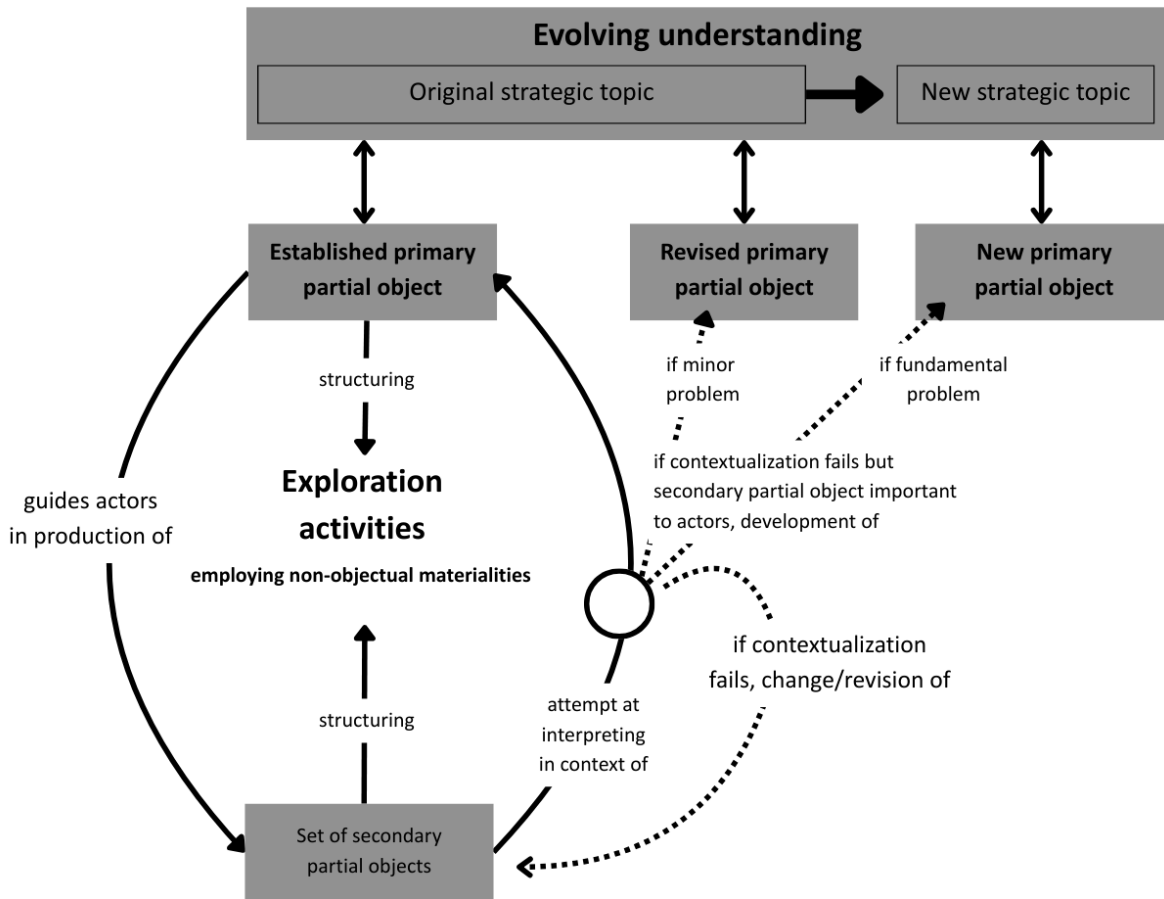 Evolving understanding
Original strategic topic
New strategic topic
Established primary
partial object
Revised primary
partial object
New primary
partial object
structuring
if minor
problem
if fundamental
problem
Exploration
activities
employing non-objectual materialities
guides actors
in production of
if contextualization fails but
secondary partial object important
to actors, development of
if contextualization
fails, change/revision of
structuring
attempt at
interpreting
in context of
Set of secondary
partial objects